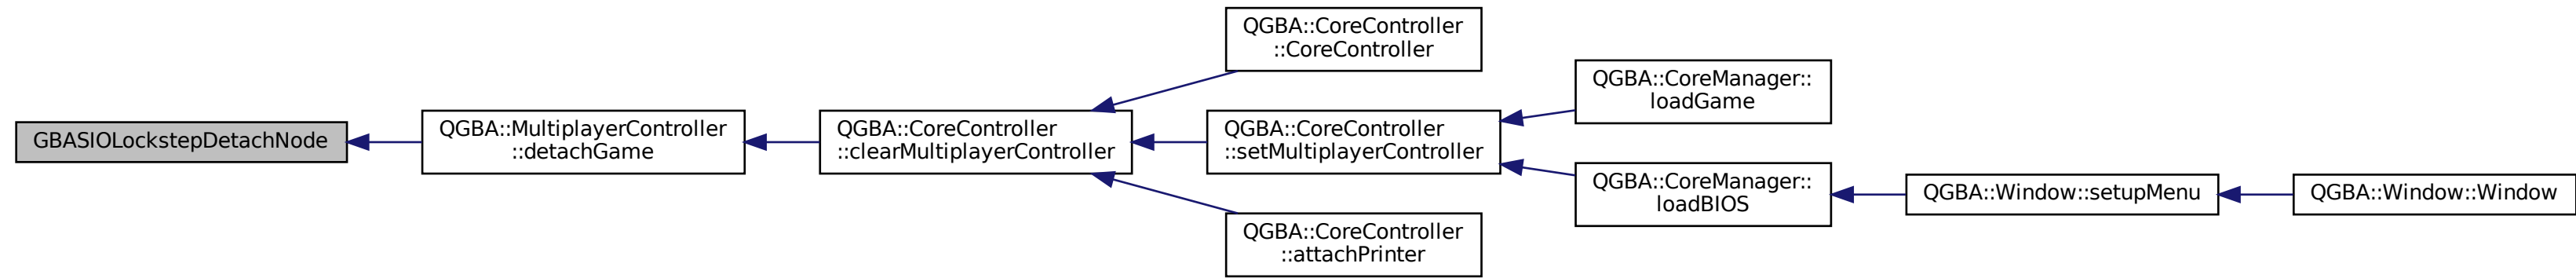 GBASIOLockstepDetachNode
QGBA::MultiplayerController
::detachGame
QGBA::CoreController
::clearMultiplayerController
QGBA::CoreController
::CoreController
QGBA::CoreController
::setMultiplayerController
QGBA::CoreController
::attachPrinter
QGBA::CoreManager::
loadGame
QGBA::CoreManager::
loadBIOS
QGBA::Window::setupMenu
QGBA::Window::Window